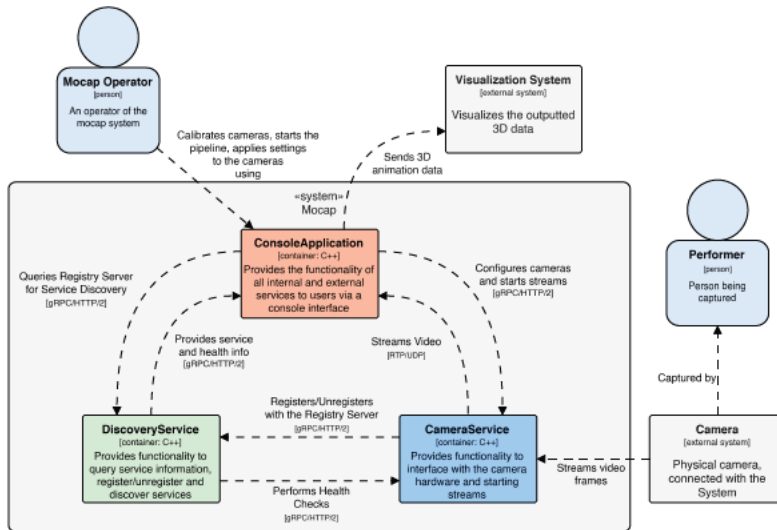 Mocap Operator
[person]
An operator of the
mocap system
Visualization System
[external system]
Visualizes the outputted
3D data
Calibrates cameras, starts the
pipeline, applies settings
to the cameras
using
Sends 3D
animation data
«system»
Mocap
ConsoleApplication
[container: C++]
Provides the functionality of
all internal and external
services to users via a
console interface
Queries Registry Server
for Service Discovery
[gRPC/HTTP/2]
Configures cameras
and starts streams
[gRPC/HTTP/2]
Performer
[person]
Person being
captured
Provides service
and health info
[gRPC/HTTP/2]
Streams Video
[RTP/UDP]
Captured by
Registers/Unregisters
with the Registry Server
[gRPC/HTTP/2]
DiscoveryService
[container: C++]
Provides functionality to
query service information,
register/unregister and
discover services
CameraService
[container: C++]
Provides functionality to
interface with the camera
hardware and starting
streams
Camera
[external system]
Physical camera,
connected with the
System
Streams video
frames
Performs Health
Checks
[gRPC/HTTP/2]